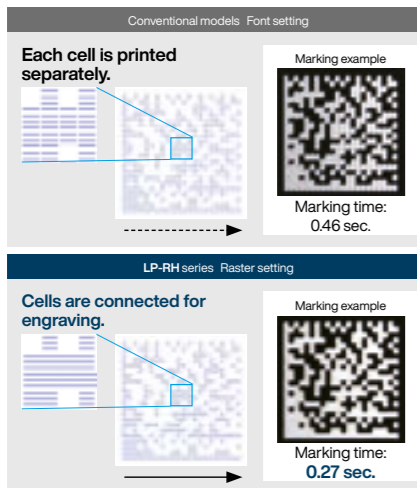 Conventional models Font setting
Each cell is printed
separately.
Marking example
Marking time:
0.46 sec.
LP-RH series Raster setting
Cells are connected for
engraving.
Marking example
Marking time:
0.27 sec.